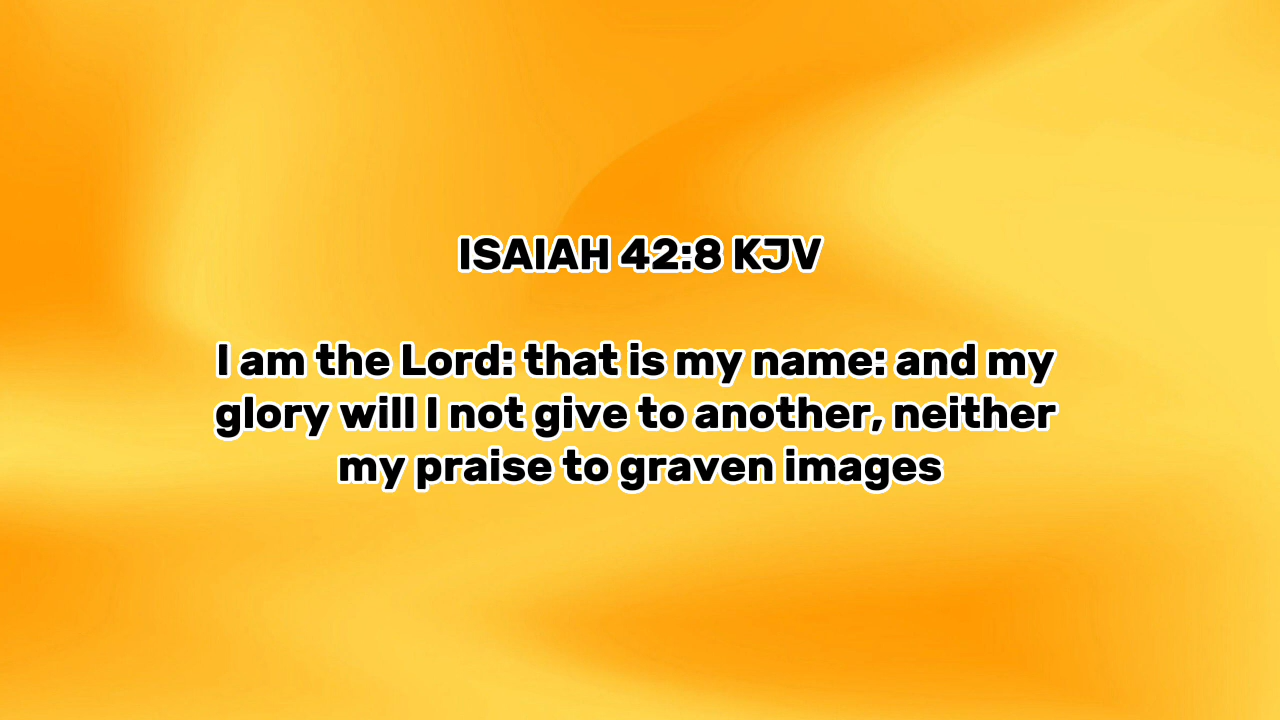 ISAIAH 42:8 KJV
I am the Lord: that is my name: and my
glory will I not give to another, neither
my praise to graven images